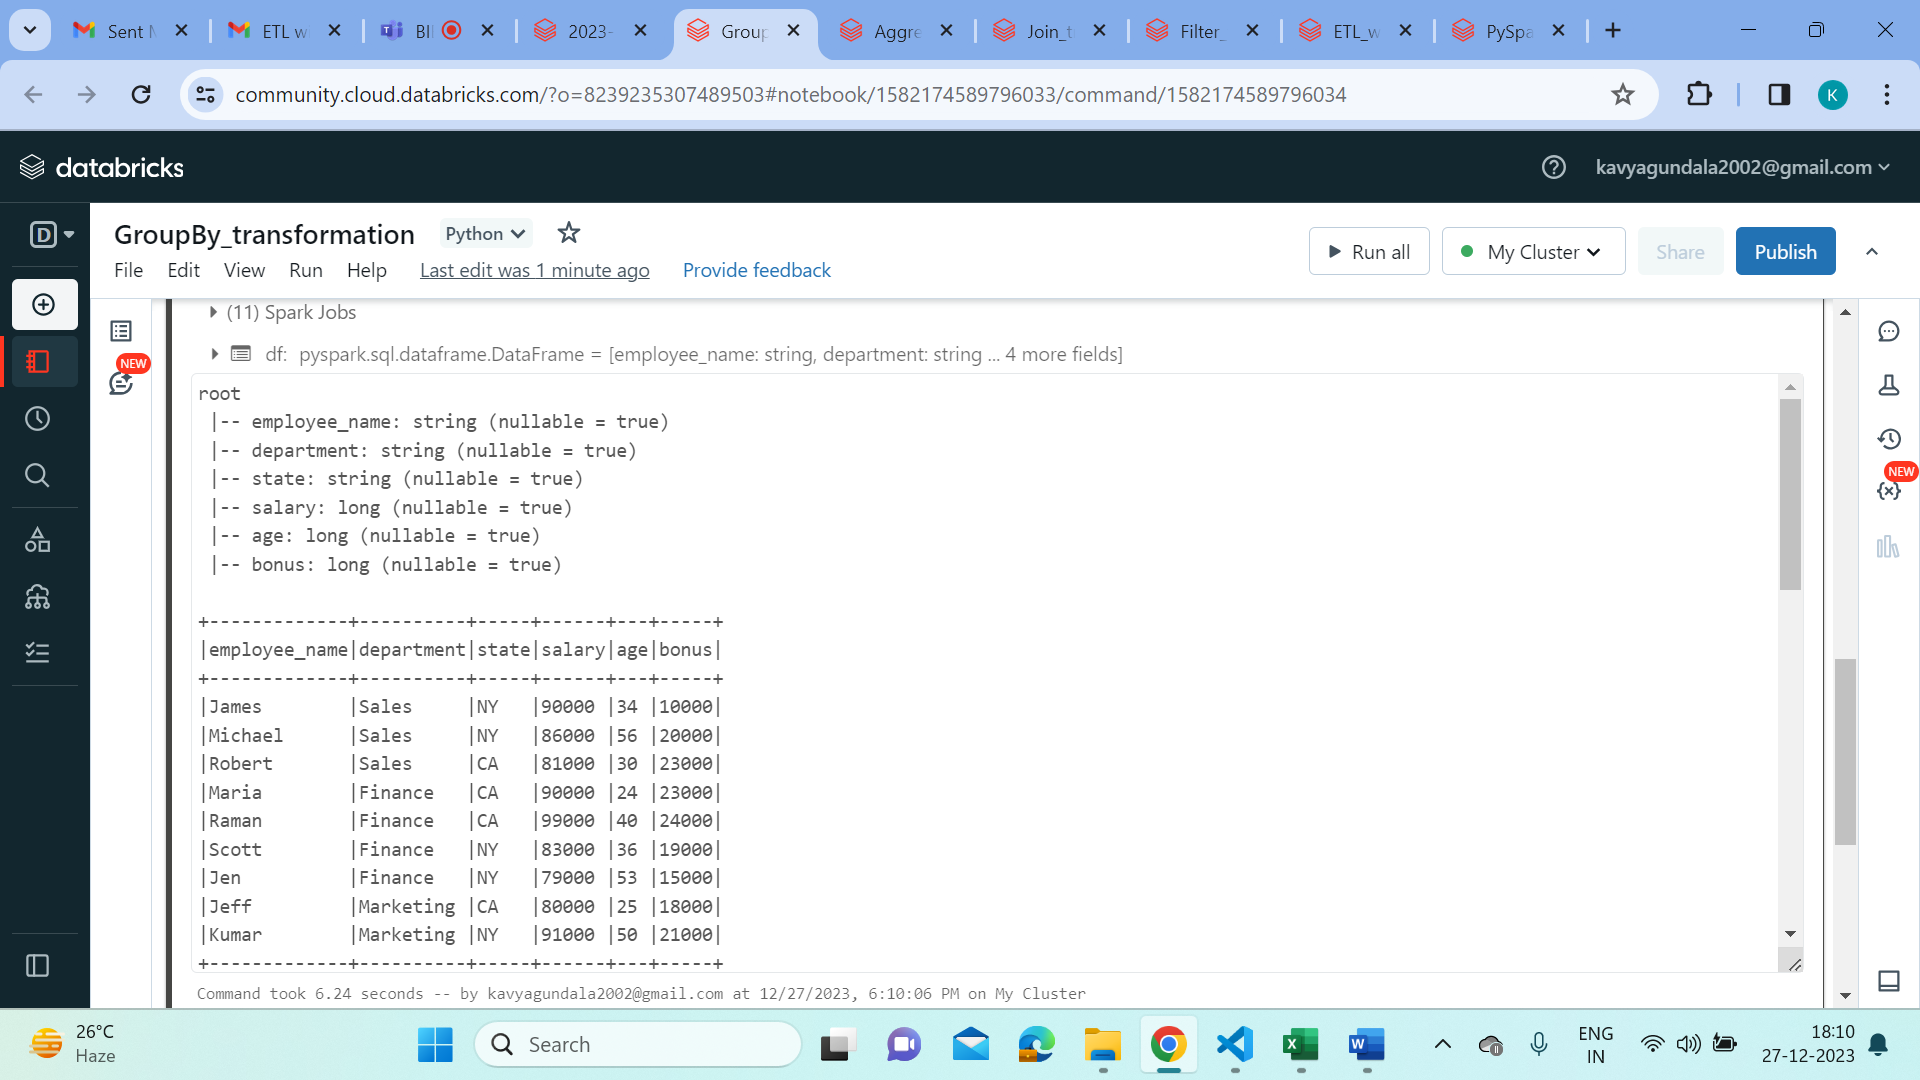 Sent M
ETL wi
BI
2023-
Group
Aggre
Join_t
Filter_
ETL_w
PySpa
community.cloud.databricks.com/?o=8239235307489503#notebook/1582174589796033/command/1582174589796034
K
databricks
kavyagundala2002@gmail.com
D
GroupBy_transformation
Python
File Edit View Run Help Last edit was 1 minute ago Provide feedback
Run all
My Cluster
Share
Publish
NEW
NEW
(11) Spark Jobs
df: pyspark.sql.dataframe.DataFrame = [employee_name: string, department: string ... 4 more fields]
root
|-- employee_name: string (nullable = true)
|-- department: string (nullable = true)
|-- state: string (nullable = true)
|-- salary: long (nullable = true)
|-- age: long (nullable = true)
|-- bonus: long (nullable = true)
+-------------+----------+-----+------+---+-----+
|employee_name|department|state|salary|age|bonus|
+-------------+----------+-----+------+---+-----+
|James        |Sales     |NY   |90000 |34 |10000|
|Michael      |Sales     |NY   |86000 |56 |20000|
|Robert       |Sales     |CA   |81000 |30 |23000|
|Maria        |Finance   |CA   |90000 |24 |23000|
|Raman        |Finance   |CA   |99000 |40 |24000|
|Scott        |Finance   |NY   |83000 |36 |19000|
|Jen          |Finance   |NY   |79000 |53 |15000|
|Jeff         |Marketing |CA   |80000 |25 |18000|
|Kumar        |Marketing |NY   |91000 |50 |21000|
+-------------+----------+-----+------+---+-----+
Command took 6.24 seconds -- by kavyagundala2002@gmail.com at 12/27/2023, 6:10:06 PM on My Cluster
26°C
Haze
Search
ENG
IN
18:10
27-12-2023